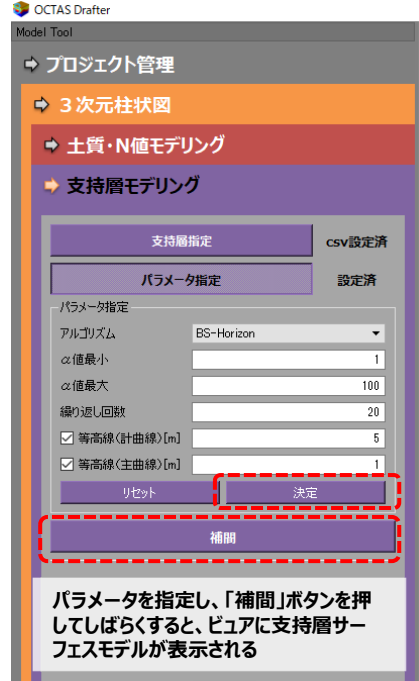 OCTAS Drafter
Model Tool
プロジェクト管理
３次元柱状図
土質・N値モデリング
支持層モデリング
支持層指定 csv設定済
パラメータ指定 設定済
パラメータ指定
アルゴリズム BS-Horizon
α値最小 1
α値最大 100
繰り返し回数 20
等高線(計曲線)[m] 5
等高線(主曲線)[m] 1
リセット 決定
補間
パラメータを指定し、「補間」ボタンを押
してしばらくすると、ビュアに支持層サー
フェスモデルが表示される